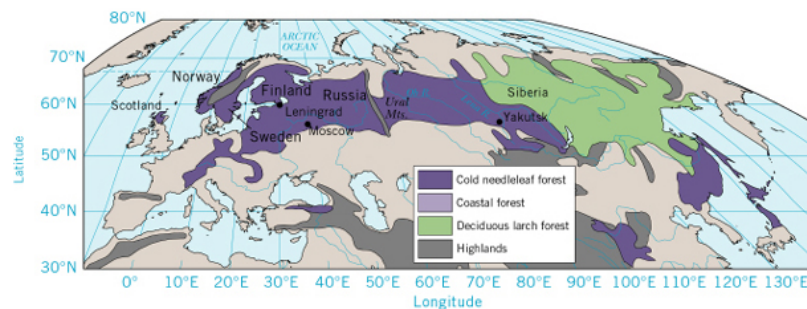 80°N
ARCTIC
OCEAN
70°N
Norway
Finland
Russia
Siberia
Scotland
60°N
Leningrad
Ural
Mts.
Ob R.
Yakutsk
Sweden
Moscow
50°N
40°N
30°N
Latitude
Cold needleleaf forest
Coastal forest
Deciduous larch forest
Highlands
0° 10°E 20°E 30°E 40°E 50°E 60°E 70°E 80°E 90°E 100°E 110°E 120°E 130°E
Longitude